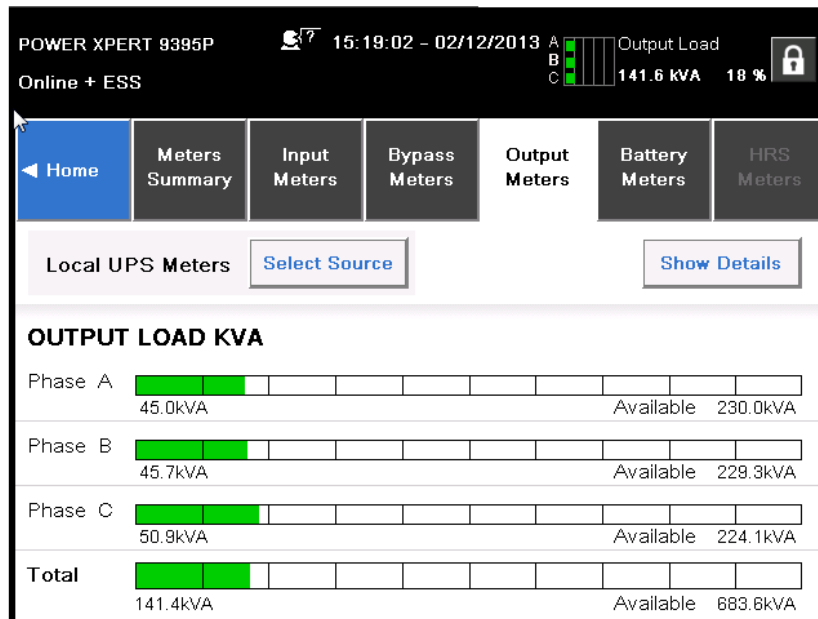 POWER XPERT 9395P ? 15:19:02 - 02/12/2013 A Output Load
B
Online + ESS C 141.6 KVA 18 %
◄ Home Meters Summary Input Meters Bypass Meters Output Meters Battery Meters HRS Meters
Local UPS Meters Select Source Show Details
OUTPUT LOAD KVA
Phase A
45.0kVA Available 230.0kVA
Phase B
45.7kVA Available 229.3kVA
Phase C
50.9kVA Available 224.1kVA
Total
141.4kVA Available 683.6kVA